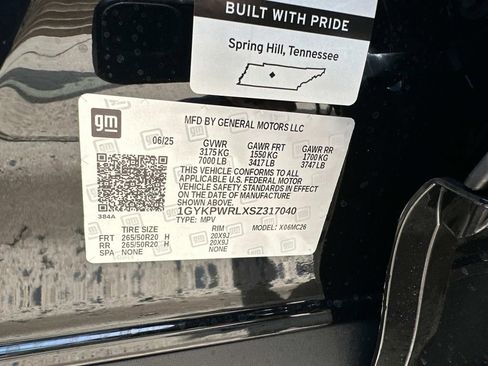 BUILT WITH PRIDE
Spring Hill, Tennessee
gm
MFD BY GENERAL MOTORS LLC
06/25 GVWR GAWR FRT GAWR RR
3175 KG 1550 KG 1700 KG
7000 LB 3417 LB 3747 LB
THIS VEHICLE CONFORMS TO ALL
APPLICABLE U.S. FEDERAL MOTOR
VEHICLE SAFETY STANDARDS IN EFFECT
ON THE DATE OF MANUFACTURE
SHOWN ABOVE.
1GYKPWRLXSZ317040
TYPE: MPV MODEL: X06MC26
384A
TIRE SIZE RIM
FRT 265/50R20 H 20X9J
RR 265/50R20 H 20X9J
SPA NONE NONE